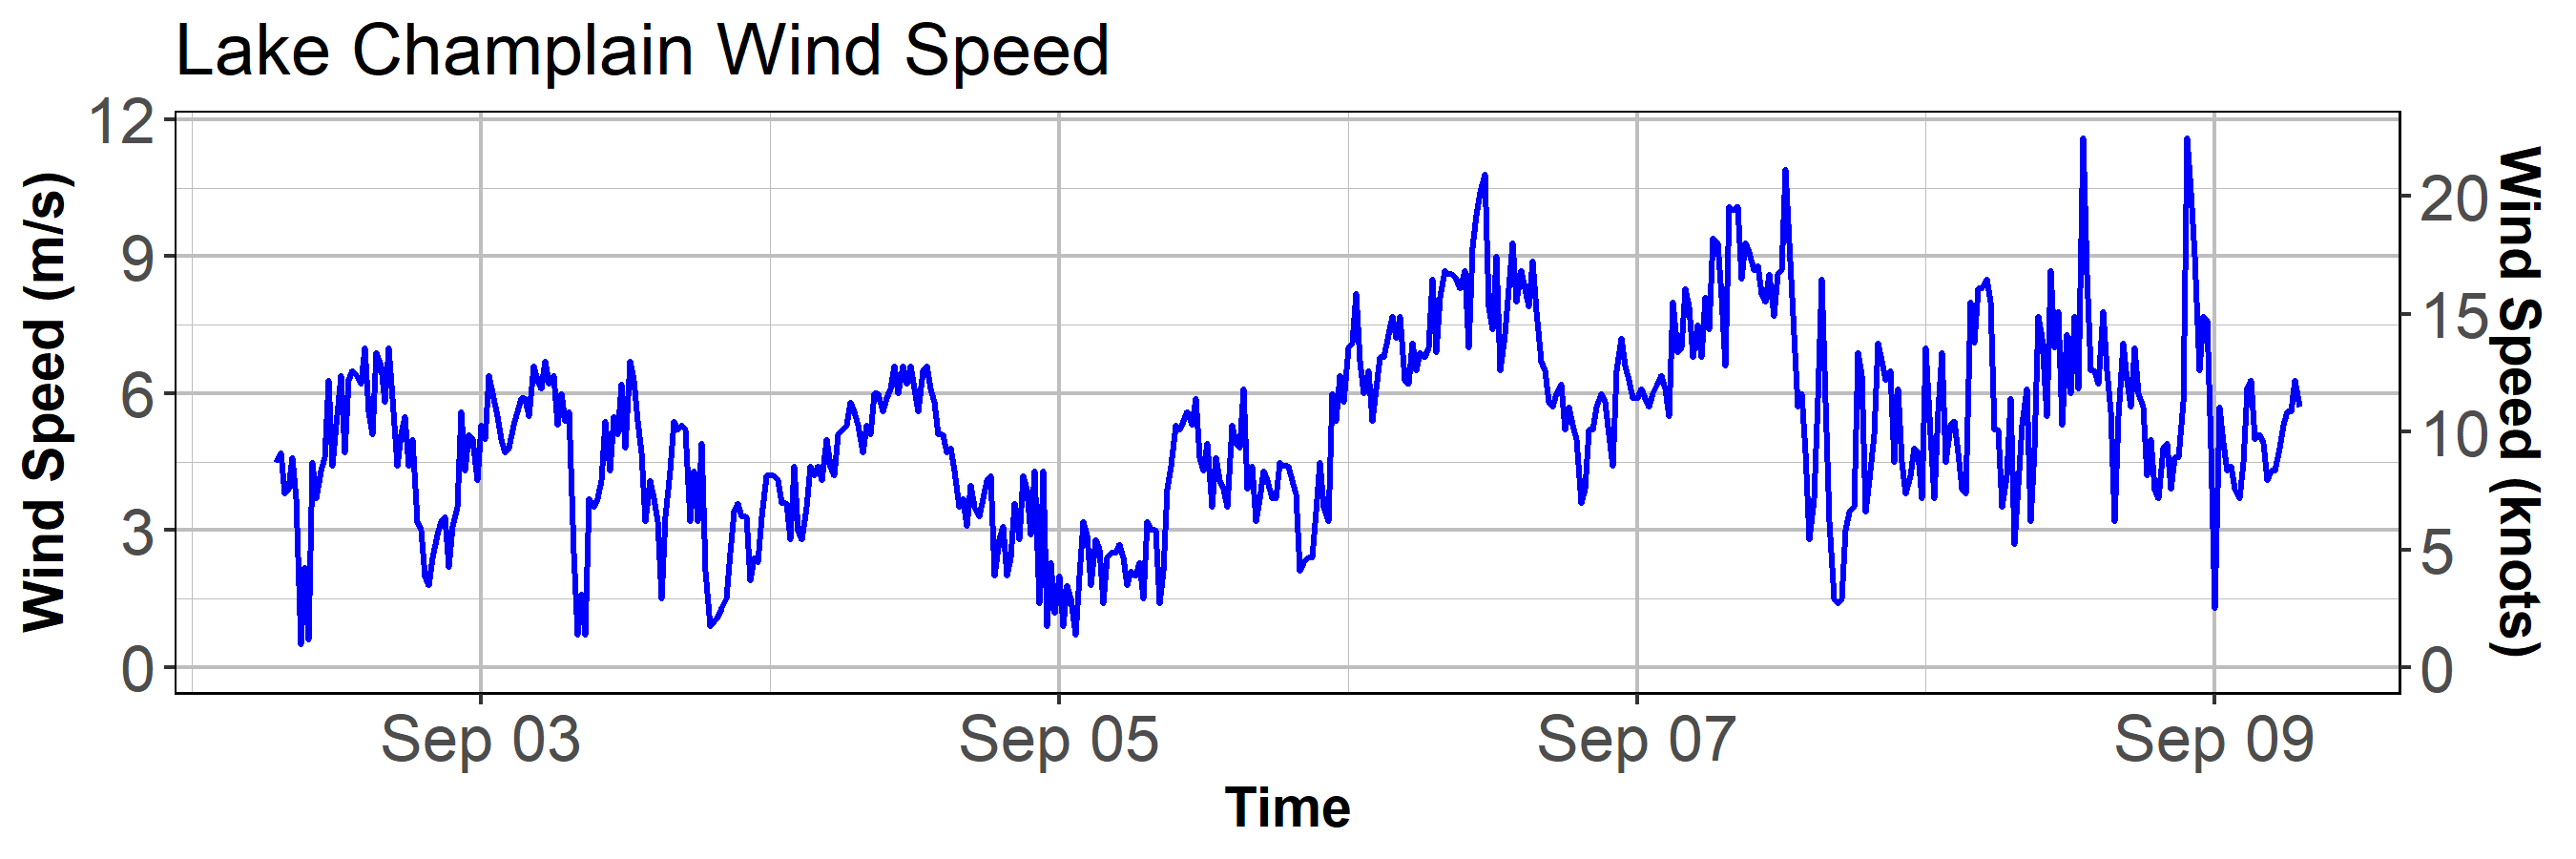 Lake Champlain Wind Speed
Wind Speed (m/s)
12
9
6
3
0
20
15
10
5
0
Wind Speed (knots)
Sep 03 Sep 05 Sep 07 Sep 09
Time